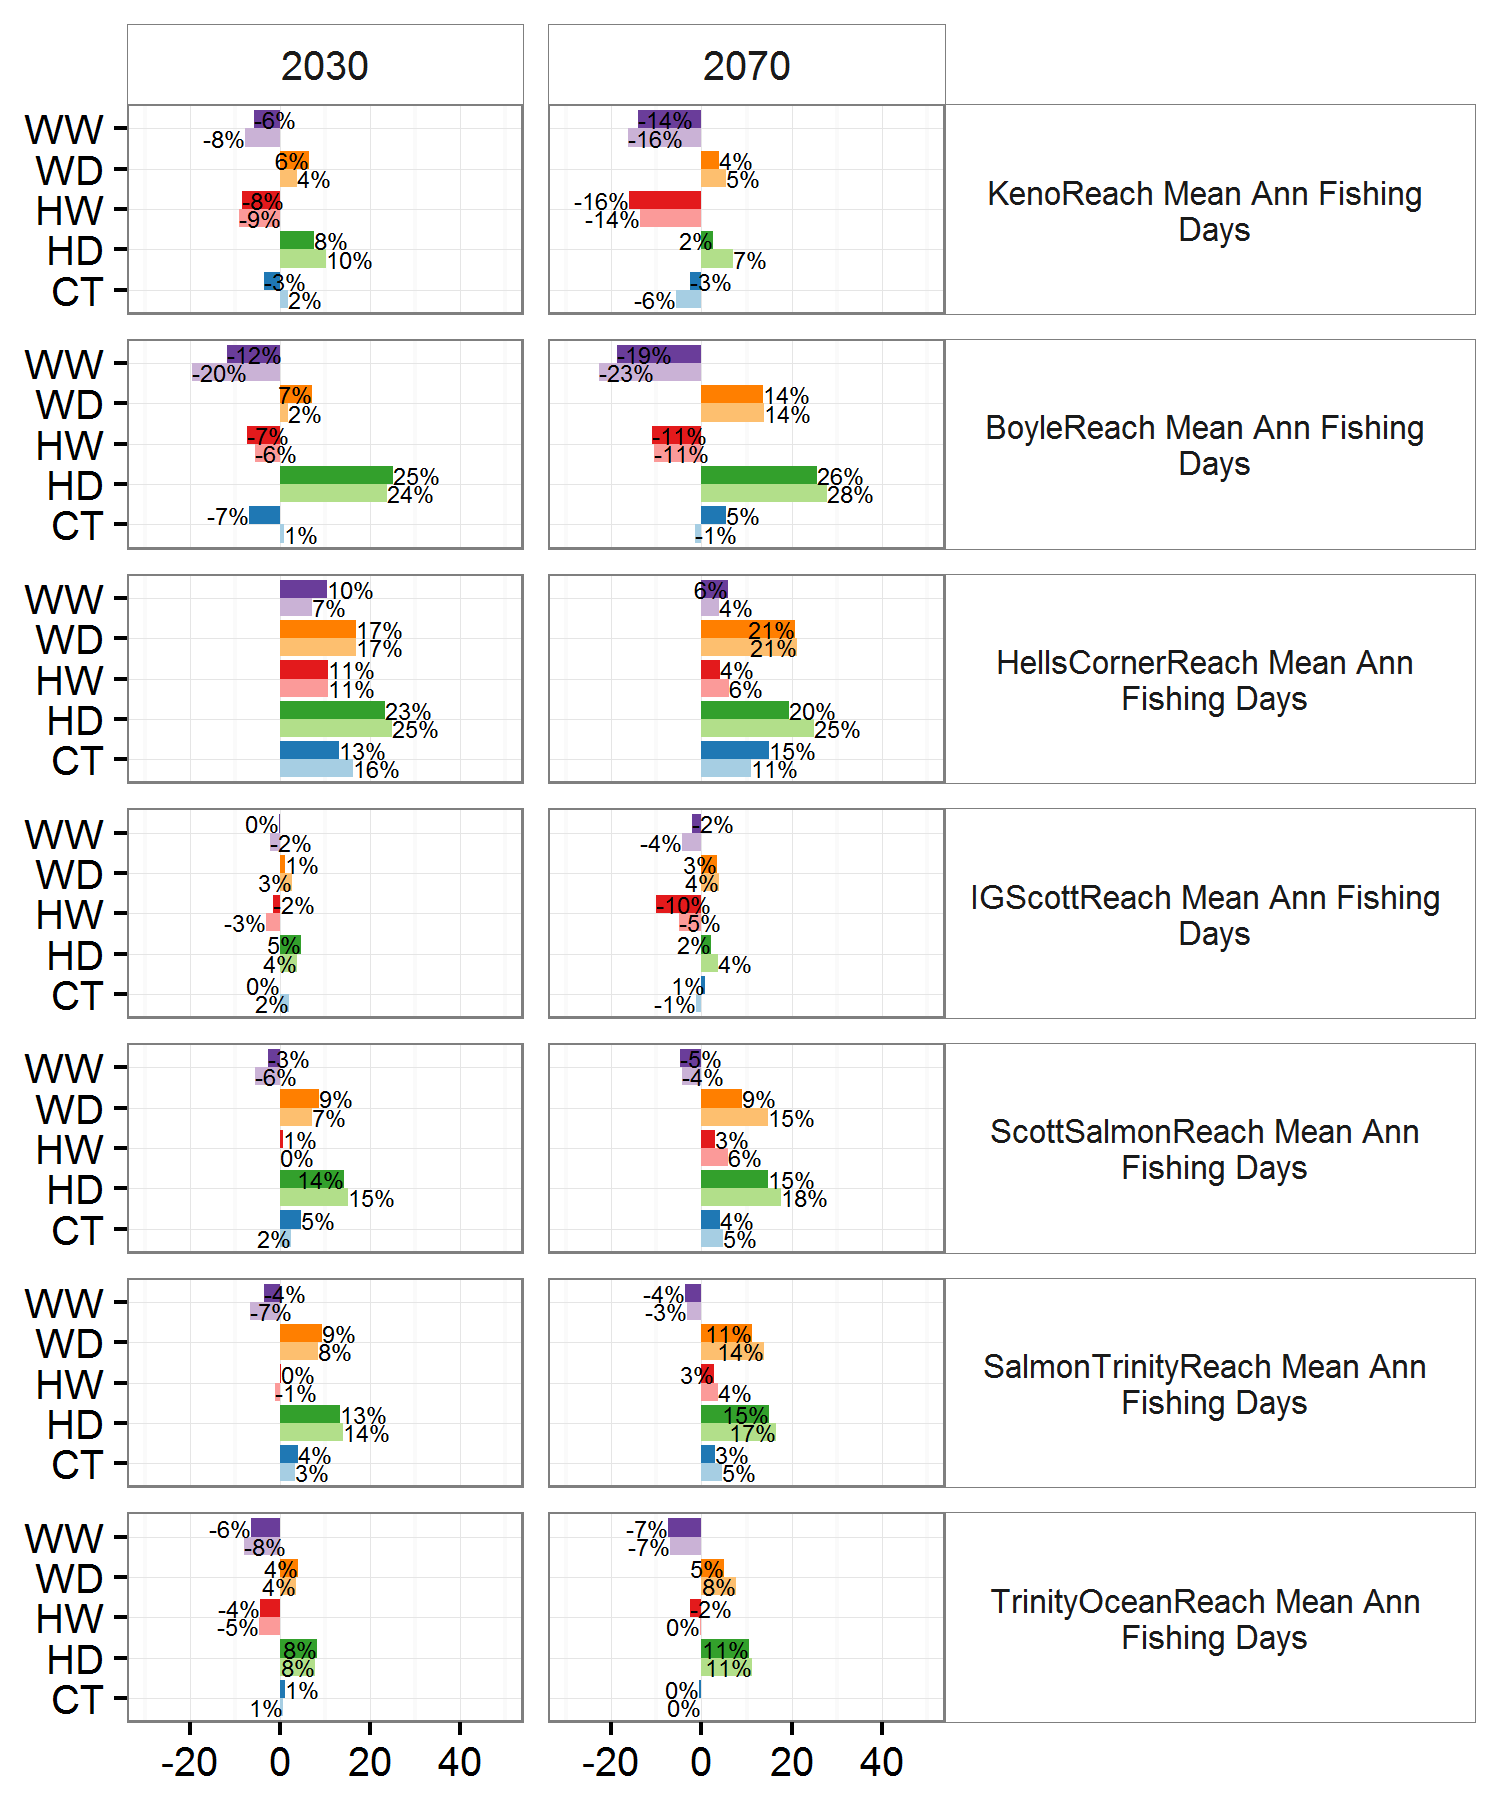 2030 2070
WW -6% -14%
-8% -16%
WD 6% 4%
4% 5%
HW -8% -16%
-9% -14%
HD 8% 2%
10% 7%
CT -3% -3%
2% -6%
KenoReach Mean Ann Fishing
Days
WW -12% -19%
-20% -23%
WD 7% 14%
2% 14%
HW -7% -11%
-6% -11%
HD 25% 26%
24% 28%
CT -7% 5%
1% -1%
BoyleReach Mean Ann Fishing
Days
WW 10% 6%
7% 4%
WD 17% 21%
17% 21%
HW 11% 4%
11% 6%
HD 23% 20%
25% 25%
CT 13% 15%
16% 11%
HellsCornerReach Mean Ann
Fishing Days
WW 0% -2%
-2% -4%
WD 1% 3%
3% 4%
HW -2% -10%
-3% -5%
HD 5% 2%
4% 4%
CT 0% 1%
2% -1%
IGScottReach Mean Ann Fishing
Days
WW -3% -5%
-6% -4%
WD 9% 9%
7% 15%
HW 1% 3%
0% 6%
HD 14% 15%
15% 18%
CT 5% 4%
2% 5%
ScottSalmonReach Mean Ann
Fishing Days
WW -4% -4%
-7% -3%
WD 9% 11%
8% 14%
HW 0% 3%
-1% 4%
HD 13% 15%
14% 17%
CT 4% 3%
3% 5%
SalmonTrinityReach Mean Ann
Fishing Days
WW -6% -7%
-8% -7%
WD 4% 5%
4% 8%
HW -4% -2%
-5% 0%
HD 8% 11%
8% 11%
CT 1% 0%
1% 0%
TrinityOceanReach Mean Ann
Fishing Days
-20 0 20 40 -20 0 20 40